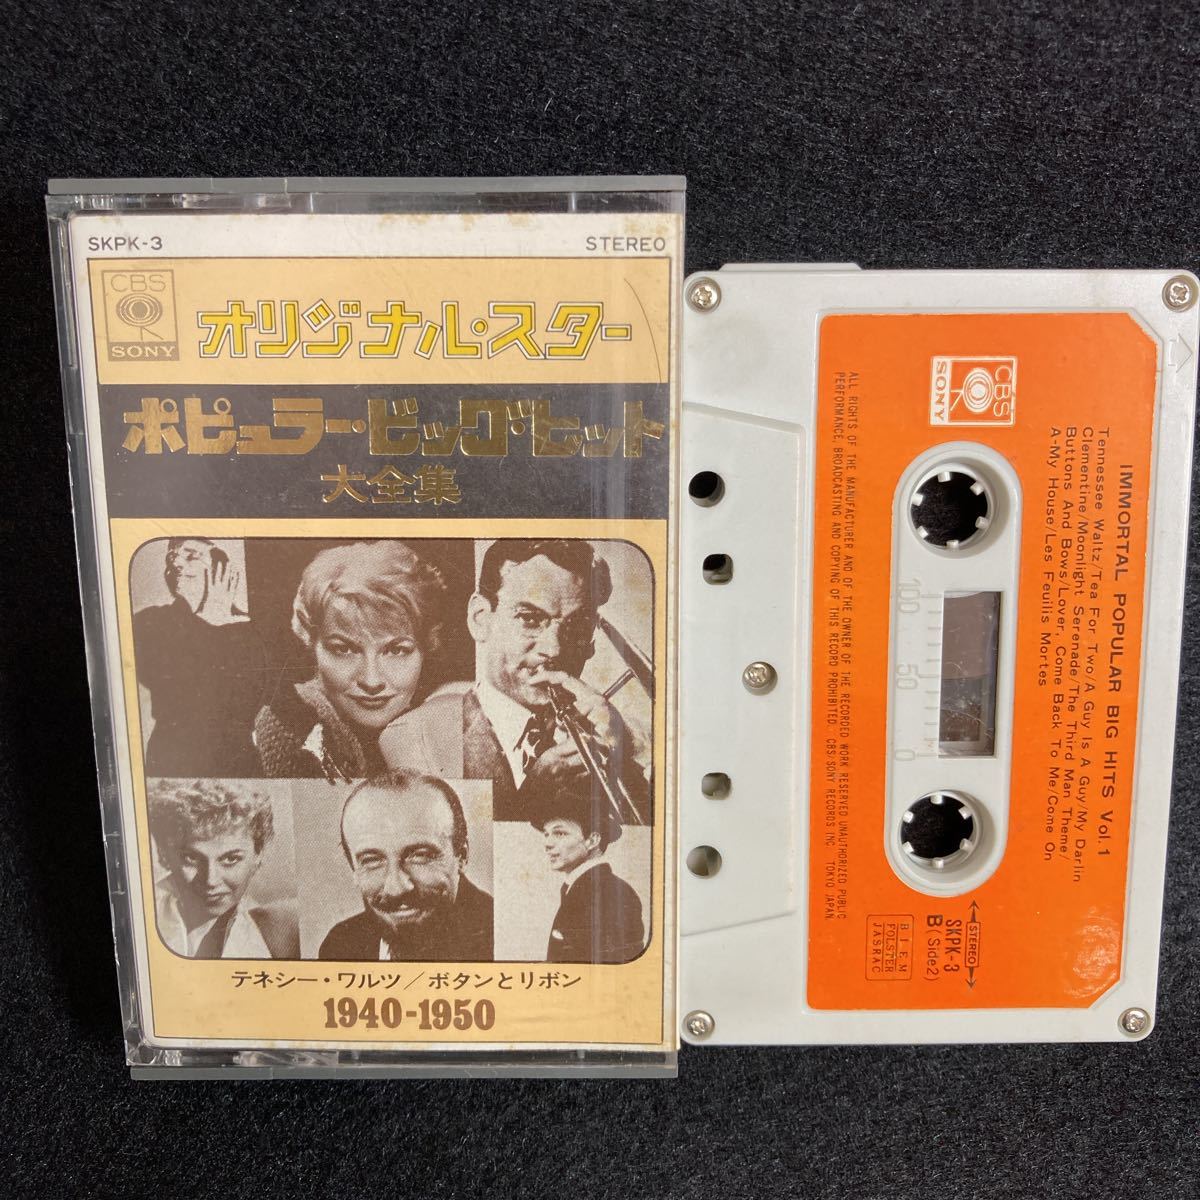 SKPK-3
STEREO
CBS
SONY
オリジナル・スター
ポピュラー・ビッグ・ヒット
大全集
テネシー・ワルツ／ボタンとリボン
1940-1950
CBS
SONY
IMMORTAL POPULAR BIG HITS Vol. 1
Tennessee Waltz/Tea For Two/A Guy Is A Guy/My Darlin
Clementine/Moonlight Serenade/The Third Man Theme/
Buttons And Bows/Lover, Come Back To Me/Come On
A-My House/Les Feuilis Mortes
STEREO
SKPK-3
B (Side2)
B I E M
FOLSTER
JASRAC
ALL RIGHTS OF THE MANUFACTURER AND OF THE OWNER OF THE RECORDED WORK RESERVED UNAUTHORIZED PUBLIC
PERFORMANCE, BROADCASTING AND COPYING OF THIS RECORD PROHIBITED. CBS/SONY RECORDS INC. TOKYO JAPAN.
100 50 0